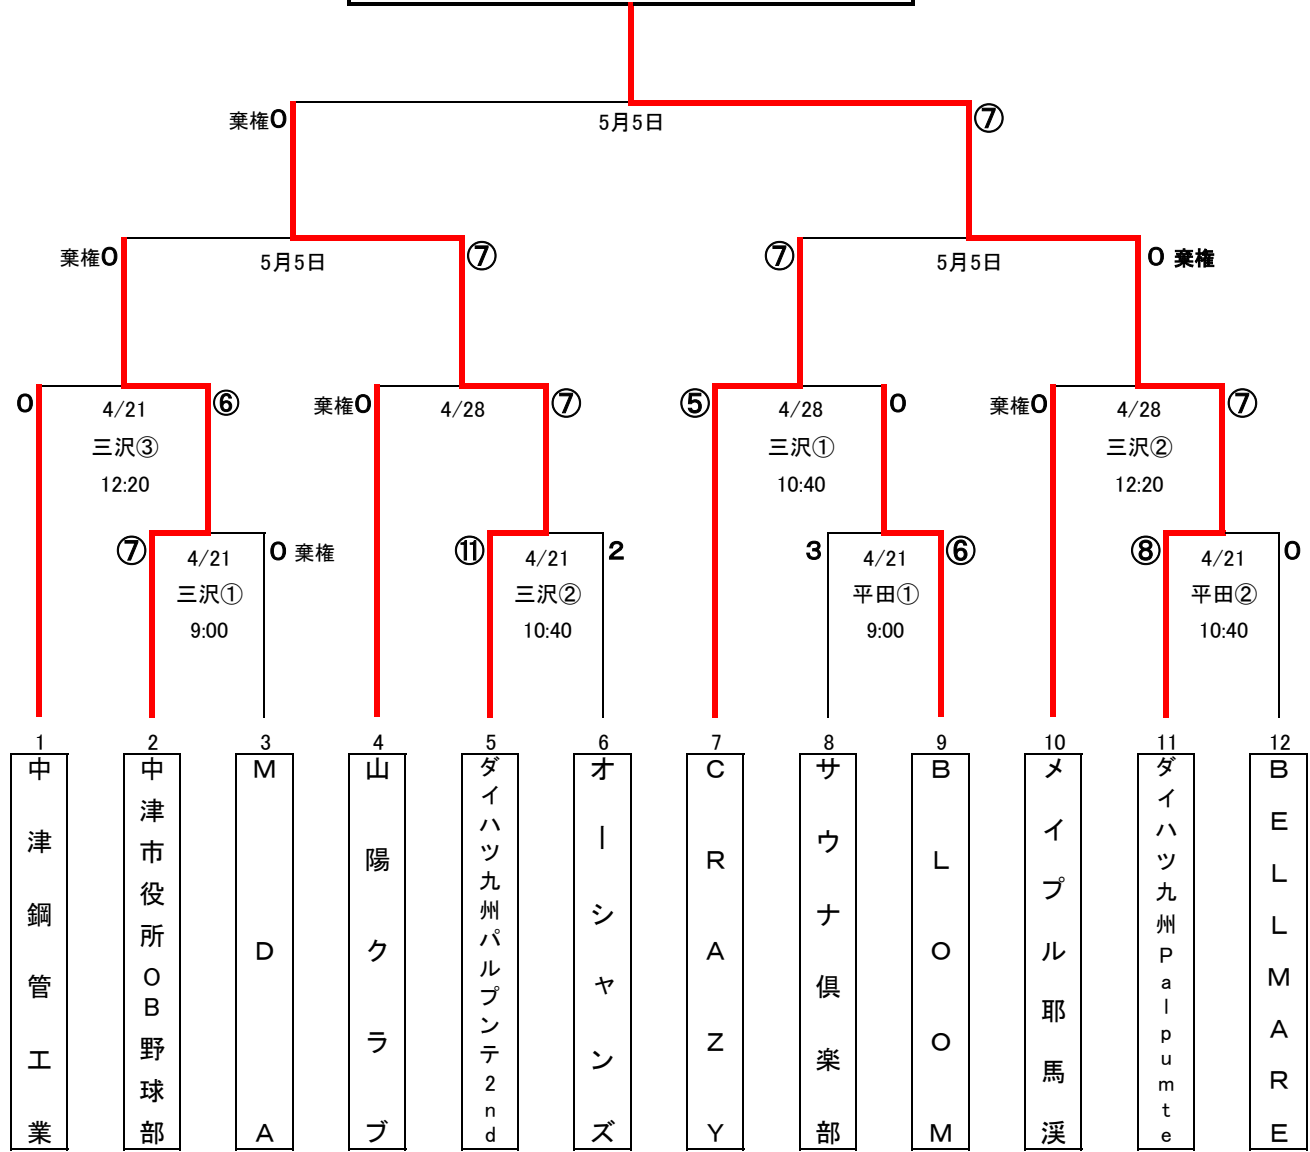 棄権0 5月5日 ⑦
棄権0 5月5日 ⑦ ⑦ 5月5日 0 棄権
0 4/21 ⑥ 棄権0 4/28 ⑦ ⑤ 4/28 0 棄権0 4/28 ⑦
三沢③ 三沢① 三沢②
12:20 10:40 12:20
⑦ 4/21 0 棄権 ⑪ 4/21 2 3 4/21 ⑥ ⑧ 4/21 0
三沢① 三沢② 平田① 平田②
9:00 10:40 9:00 10:40
1 2 3 4 5 6 7 8 9 10 11 12
中津鋼管工業
中津市役所OB野球部
MDA
山陽クラブ
ダイハツ九州パルプンテ2nd
オーシャンズ
CRAZY
サウナ倶楽部
BLOOM
メイプル耶馬渓
ダイハツ九州Palpumte
BELLMARE